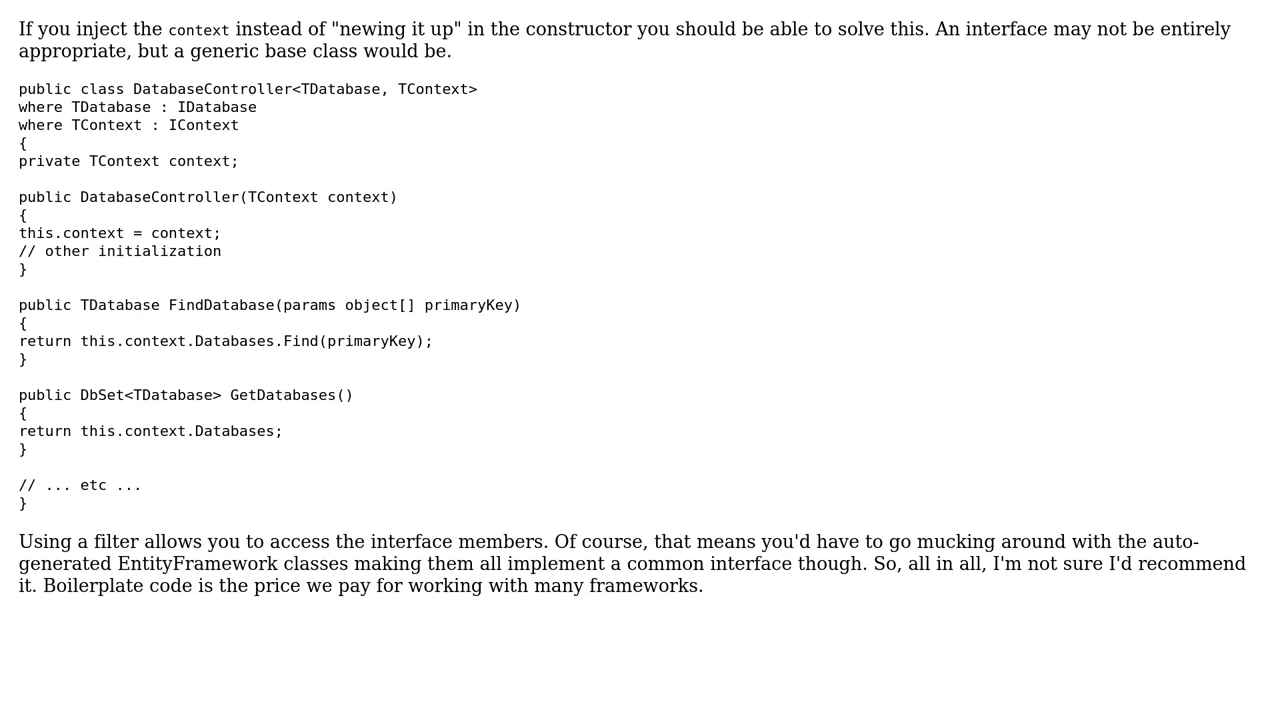 If you inject the context instead of "newing it up" in the constructor you should be able to solve this. An interface may not be entirely
appropriate, but a generic base class would be.
public class DatabaseController<TDatabase, TContext>
where TDatabase : IDatabase
where TContext : IContext
{
private TContext context;
public DatabaseController(TContext context)
{
this.context = context;
// other initialization
}
public TDatabase FindDatabase(params object[] primaryKey)
{
return this.context.Databases.Find(primaryKey);
}
public DbSet<TDatabase> GetDatabases()
{
return this.context.Databases;
}
// ... etc ...
}
Using a filter allows you to access the interface members. Of course, that means you'd have to go mucking around with the auto-
generated EntityFramework classes making them all implement a common interface though. So, all in all, I'm not sure I'd recommend
it. Boilerplate code is the price we pay for working with many frameworks.